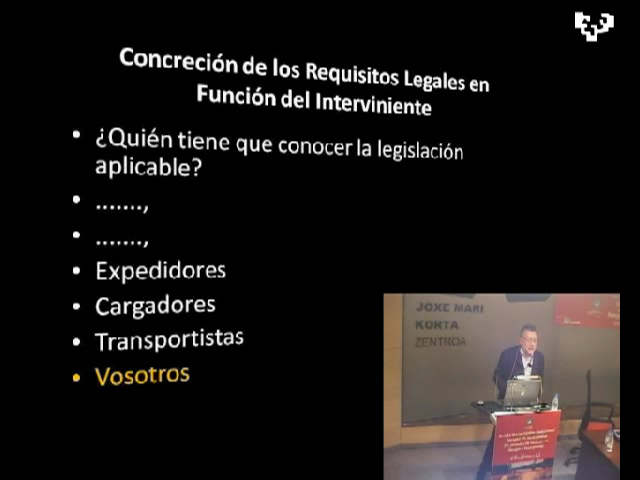 Concreción de los Requisitos Legales en
Función del Interviniente
• ¿Quién tiene que conocer la legislación
aplicable?
• .......,
• .......,
• Expedidores
• Cargadores
• Transportistas
• Vosotros
JOXE MARI
KORTA
ZENTROA